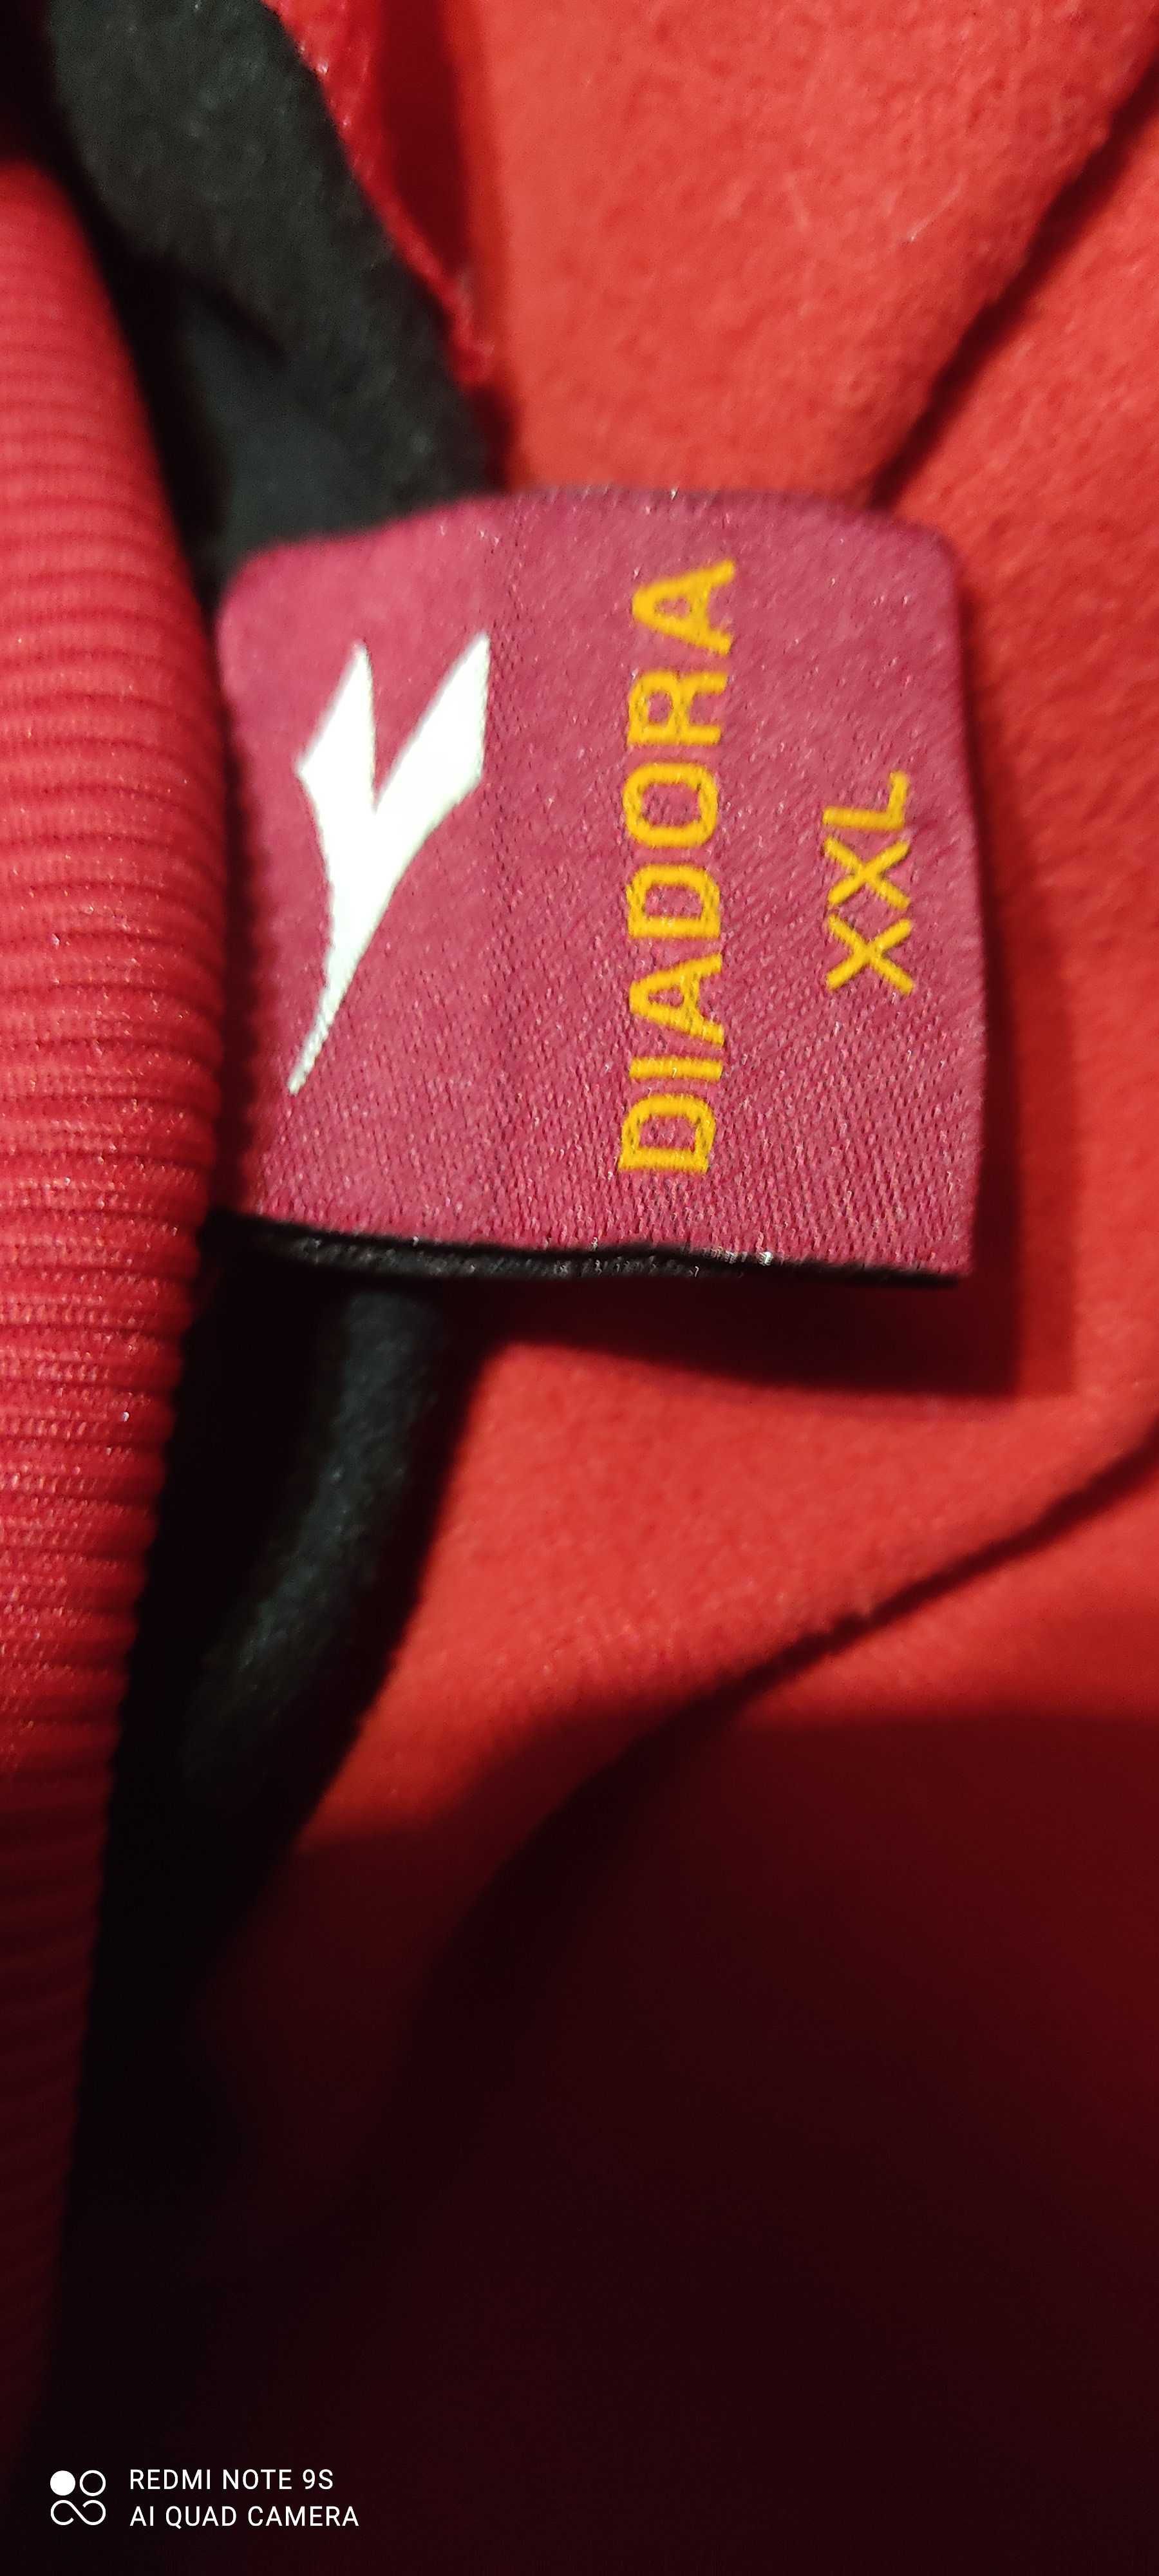 DIADORA
XXL
REDMI NOTE 9S
AI QUAD CAMERA